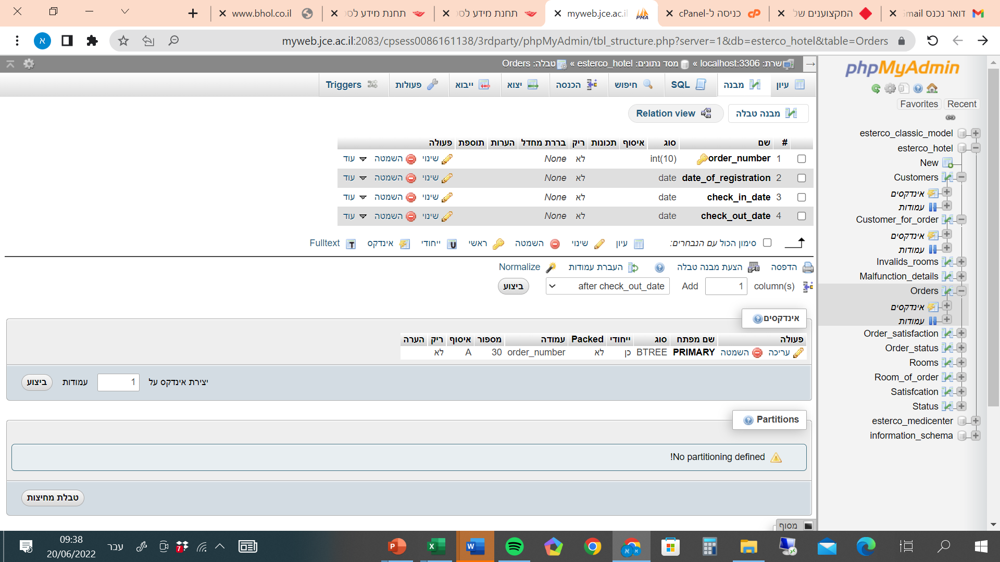 www.bhol.co.il
תחנת מידע לסט
תחנת מידע לסט
myweb.jce.ac.il
כניסה ל-cPanel
המקצוענים של
דואר נכנס
myweb.jce.ac.il:2083/cpsess0086161138/3rdparty/phpMyAdmin/tbl_structure.php?server=1&db=esterco_hotel&table=Orders
שרת: localhost:3306 » מסד נתונים: esterco_hotel » טבלה: Orders
עיון מבנה SQL חיפוש הכנסה יצוא ייבוא פעולות Triggers
מבנה טבלה Relation view
# שם סוג איסוף תכונות ריק בררת מחדל הערות תוספת פעולה
1 order_number int(10) לא None שינוי השמטה עוד
2 date_of_registration date לא None שינוי השמטה עוד
3 check_in_date date לא None שינוי השמטה עוד
4 check_out_date date לא None שינוי השמטה עוד
סימון הכול עם הנבחרים: עיון שינוי השמטה ראשי ייחודי אינדקס Fulltext
הדפסה הצעת מבנה טבלה העברת עמודות Normalize
column(s) 1 Add after check_out_date ביצוע
אינדקסים
פעולה שם מפתח סוג ייחודי Packed עמודה מספור איסוף ריק הערה
עריכה השמטה PRIMARY BTREE כן לא order_number 30 A לא
יצירת אינדקס על 1 עמודות ביצוע
Partitions
!No partitioning defined
טבלת מחיצות
מסוף
phpMyAdmin
Recent Favorites
esterco_classic_model
esterco_hotel
New
Customers
אינדקסים
עמודות
Customer_for_order
אינדקסים
עמודות
Invalids_rooms
Malfunction_details
Orders
אינדקסים
עמודות
Order_satisfaction
Order_status
Rooms
Room_of_order
Satisfcation
Status
esterco_medicenter
information_schema
עבר
09:38
20/06/2022